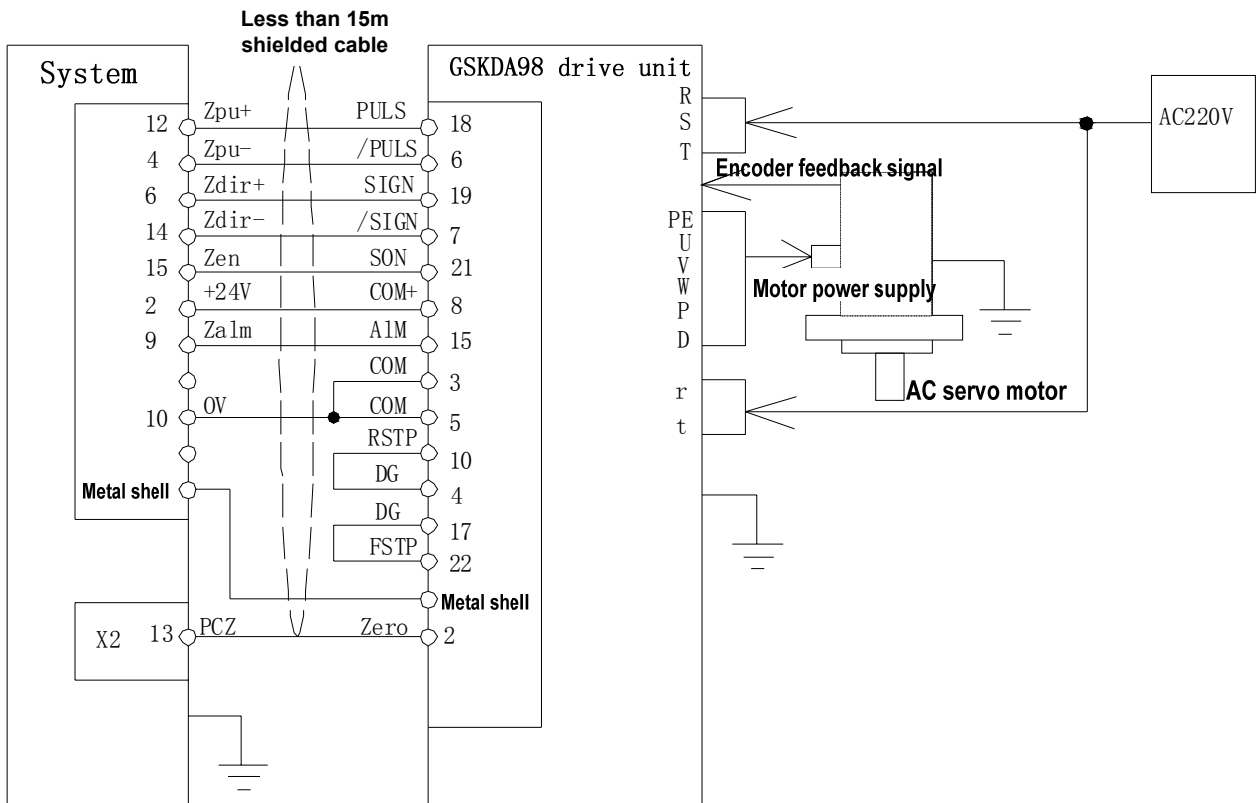 Less than 15m
shielded cable
System
GSKDA98 drive unit
12 Zpu+ PULS 18
4 Zpu- /PULS 6
6 Zdir+ SIGN 19
14 Zdir- /SIGN 7
15 Zen SON 21
2 +24V COM+ 8
9 Zalm AlM 15
COM 3
10 0V COM 5
RSTP 10
DG 4
Metal shell
DG 17
FSTP 22
Metal shell
X2 13 PCZ Zero 2
R
S
T
AC220V
Encoder feedback signal
PE
U
V
W
P
D
Motor power supply
r
t
AC servo motor